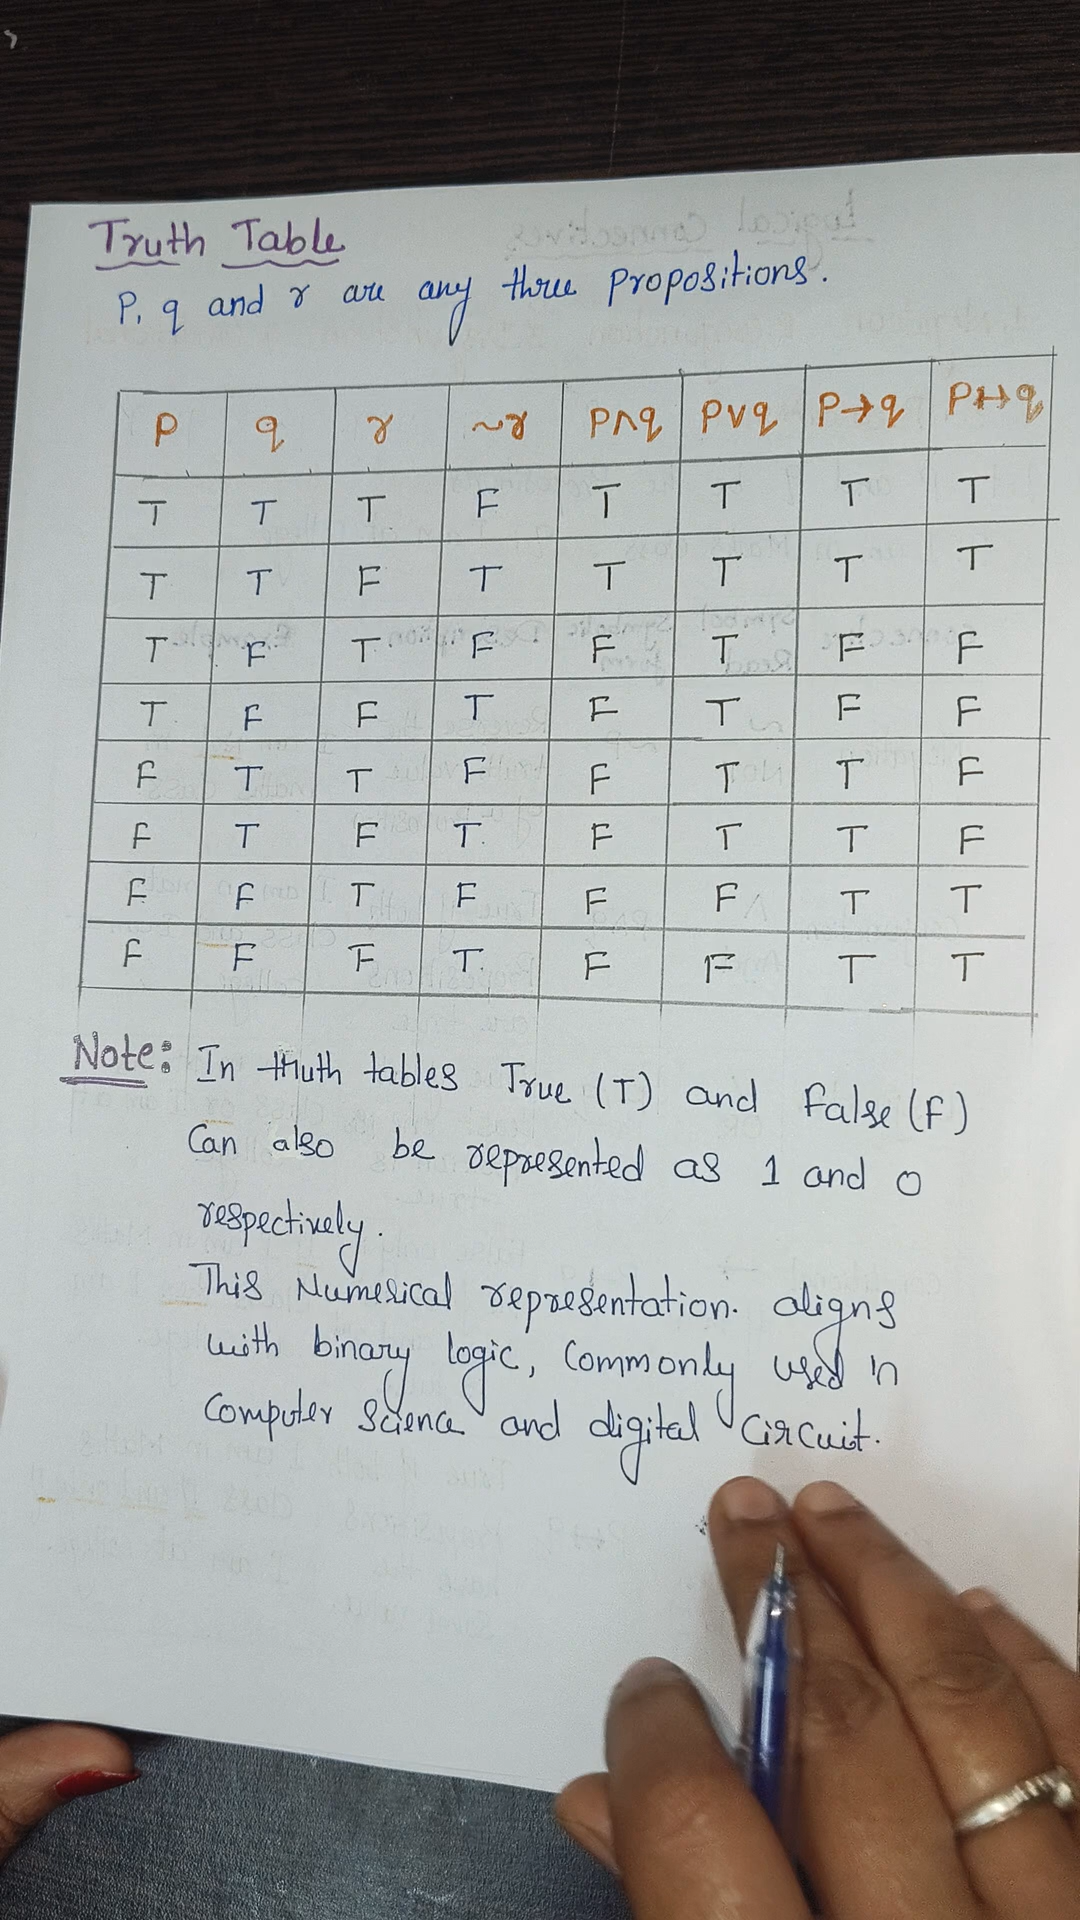 Truth Table
P, q and r are any three Propositions.
P q r ~r P∧q P∨q P→q P↔q
T T T F T T T T
T T F T T T T T
T F T F F T F F
T F F T F T F F
F T T F F T T F
F T F T F T T F
F F T F F F T T
F F F T F F T T
Note: In truth tables True (T) and False (F)
Can also be represented as 1 and 0
respectively.
This Numerical representation. aligns
with binary logic, Commonly used in
Computer Science and digital Circuit.